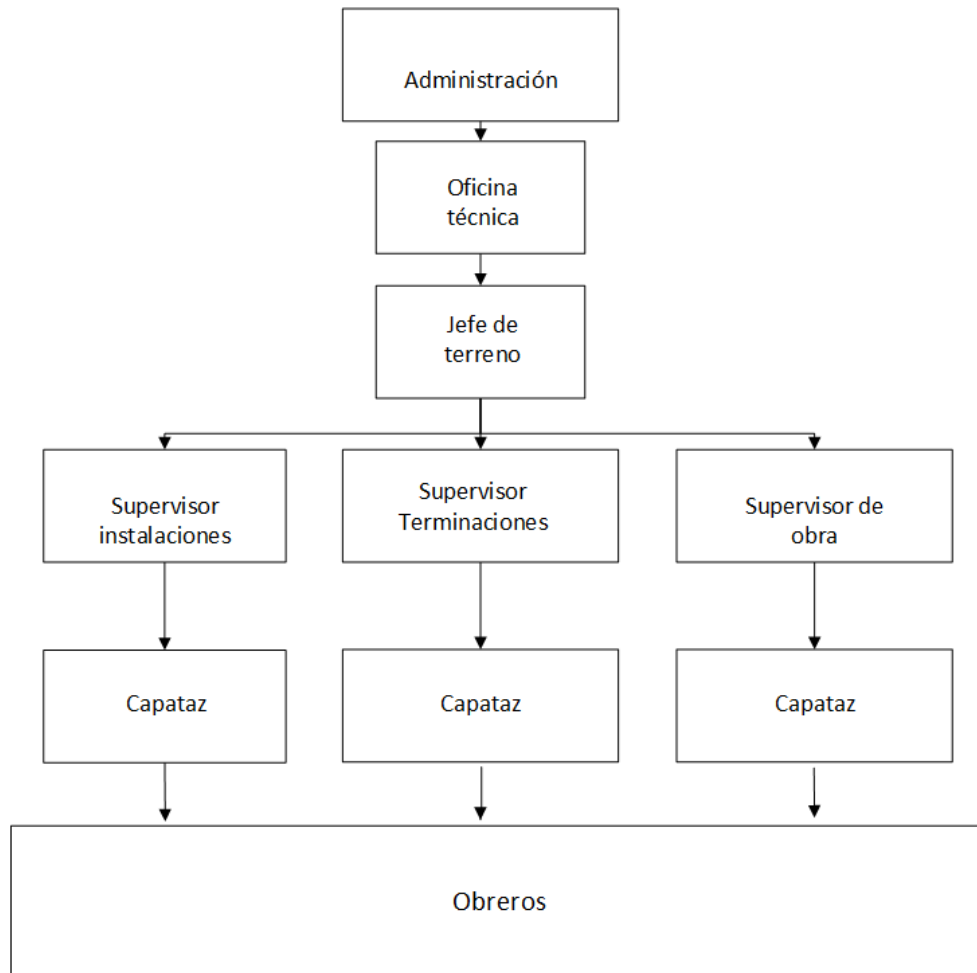 Administración
Oficina
técnica
Jefe de
terreno
Supervisor
instalaciones
Supervisor
Terminaciones
Supervisor de
obra
Capataz
Capataz
Capataz
Obreros